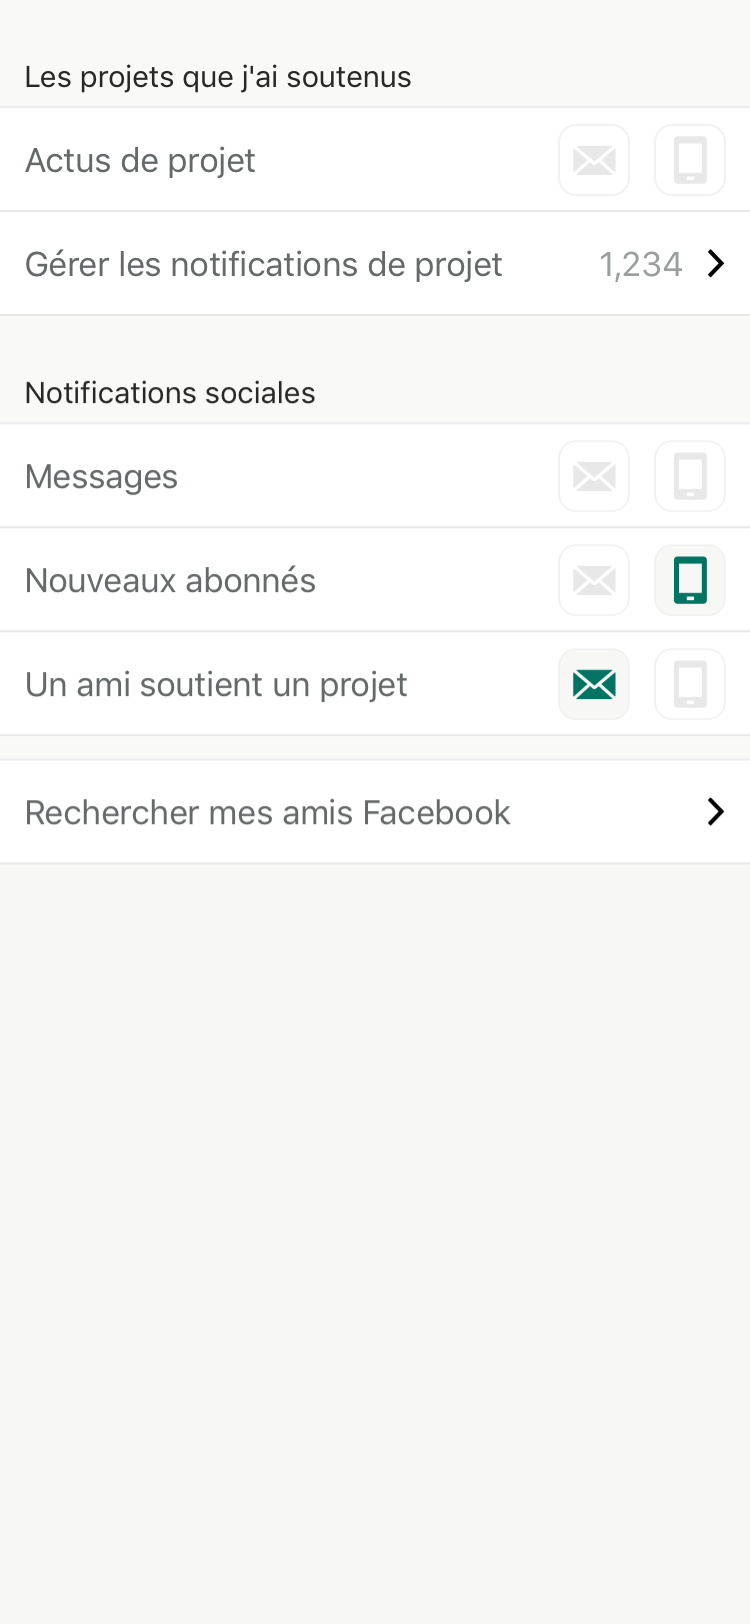 Les projets que j'ai soutenus
Actus de projet
Gérer les notifications de projet 1,234
Notifications sociales
Messages
Nouveaux abonnés
Un ami soutient un projet
Rechercher mes amis Facebook